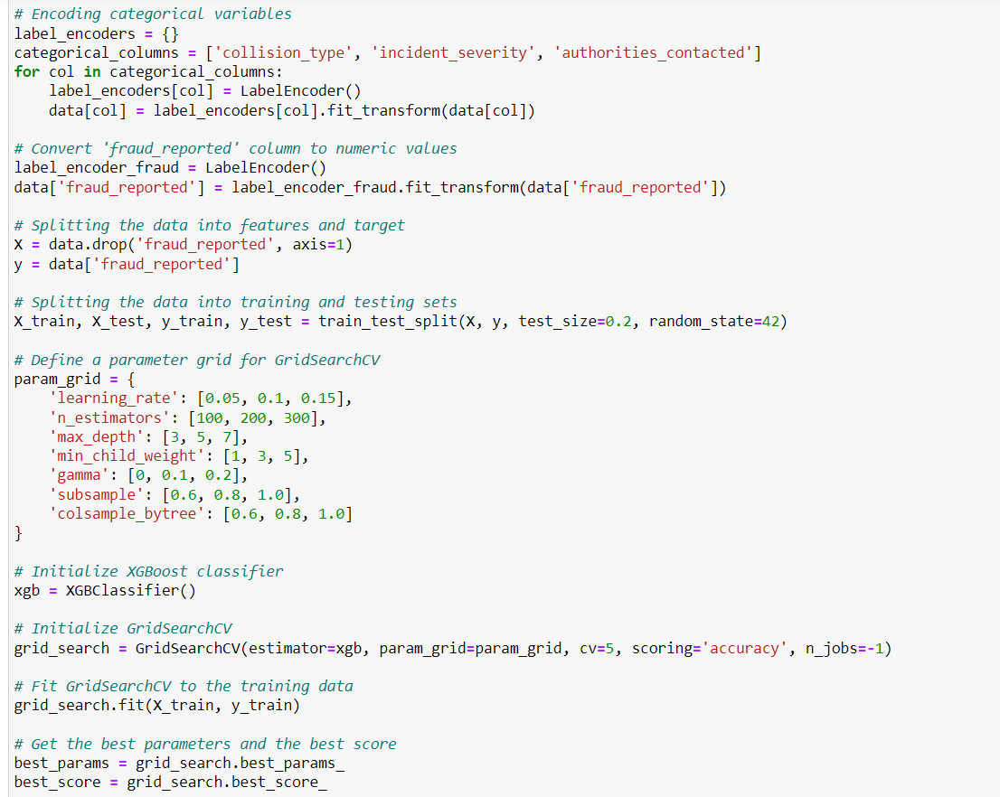 # Encoding categorical variables
label_encoders = {}
categorical_columns = ['collision_type', 'incident_severity', 'authorities_contacted']
for col in categorical_columns:
    label_encoders[col] = LabelEncoder()
    data[col] = label_encoders[col].fit_transform(data[col])

# Convert 'fraud_reported' column to numeric values
label_encoder_fraud = LabelEncoder()
data['fraud_reported'] = label_encoder_fraud.fit_transform(data['fraud_reported'])

# Splitting the data into features and target
X = data.drop('fraud_reported', axis=1)
y = data['fraud_reported']

# Splitting the data into training and testing sets
X_train, X_test, y_train, y_test = train_test_split(X, y, test_size=0.2, random_state=42)

# Define a parameter grid for GridSearchCV
param_grid = {
    'learning_rate': [0.05, 0.1, 0.15],
    'n_estimators': [100, 200, 300],
    'max_depth': [3, 5, 7],
    'min_child_weight': [1, 3, 5],
    'gamma': [0, 0.1, 0.2],
    'subsample': [0.6, 0.8, 1.0],
    'colsample_bytree': [0.6, 0.8, 1.0]
}

# Initialize XGBoost classifier
xgb = XGBClassifier()

# Initialize GridSearchCV
grid_search = GridSearchCV(estimator=xgb, param_grid=param_grid, cv=5, scoring='accuracy', n_jobs=-1)

# Fit GridSearchCV to the training data
grid_search.fit(X_train, y_train)

# Get the best parameters and the best score
best_params = grid_search.best_params_
best_score = grid_search.best_score_